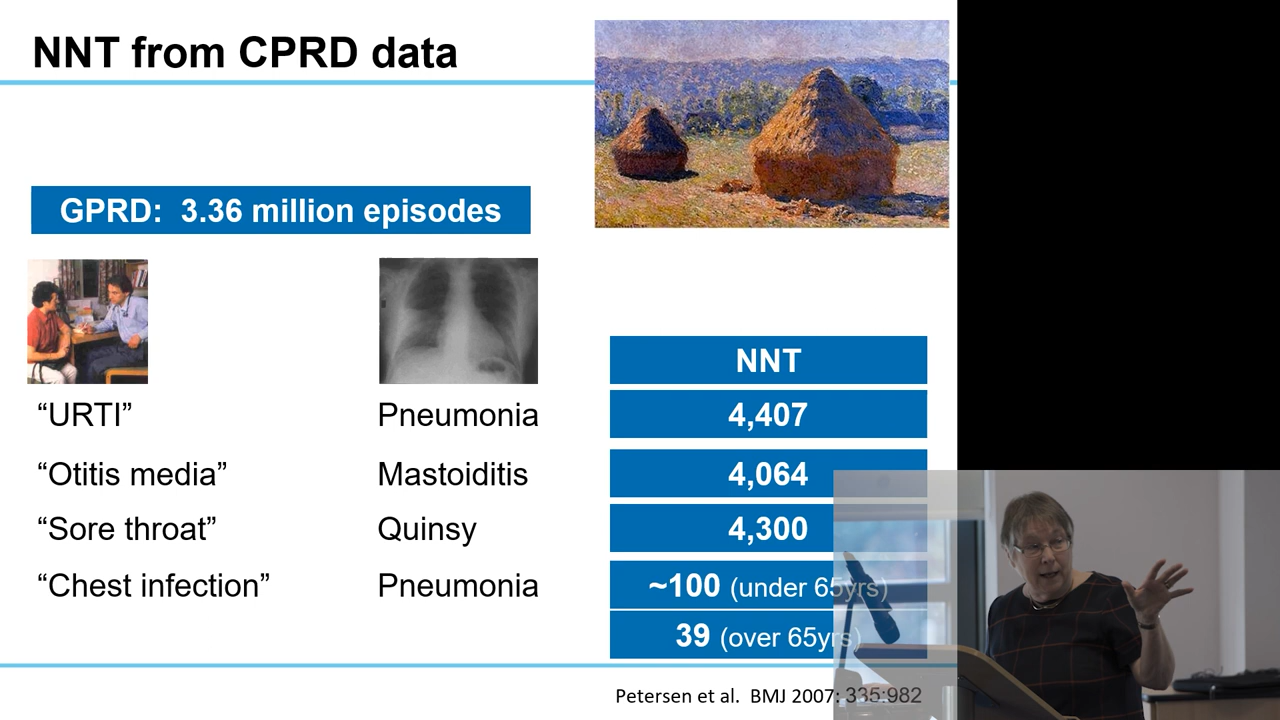 NNT from CPRD data
GPRD: 3.36 million episodes
NNT
“URTI” Pneumonia 4,407
“Otitis media” Mastoiditis 4,064
“Sore throat” Quinsy 4,300
“Chest infection” Pneumonia ~100 (under 65yrs)
39 (over 65yrs)
Petersen et al. BMJ 2007: 335:982